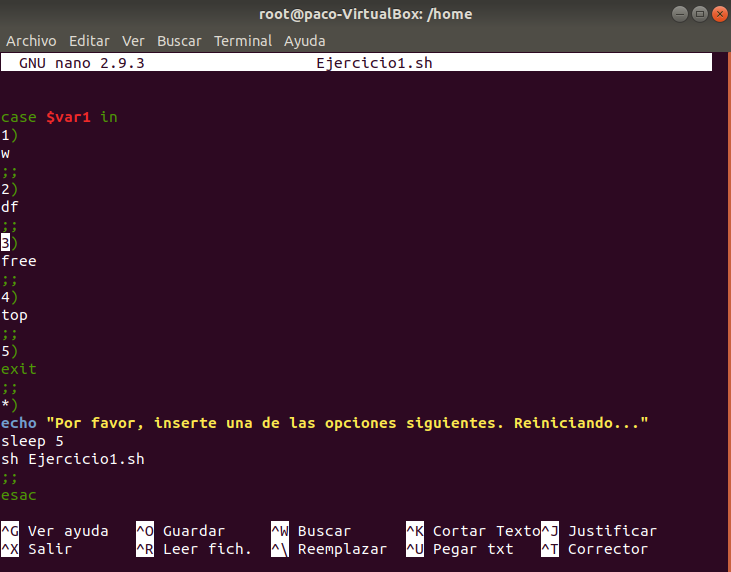 root@paco-VirtualBox: /home
Archivo Editar Ver Buscar Terminal Ayuda
GNU nano 2.9.3 Ejercicio1.sh
case $var1 in
1)
w
;;
2)
df
;;
3)
free
;;
4)
top
;;
5)
exit
;;
*)
echo "Por favor, inserte una de las opciones siguientes. Reiniciando..."
sleep 5
sh Ejercicio1.sh
;;
esac
^G Ver ayuda ^O Guardar ^W Buscar ^K Cortar Texto ^J Justificar
^X Salir ^R Leer fich. ^\ Reemplazar ^U Pegar txt ^T Corrector